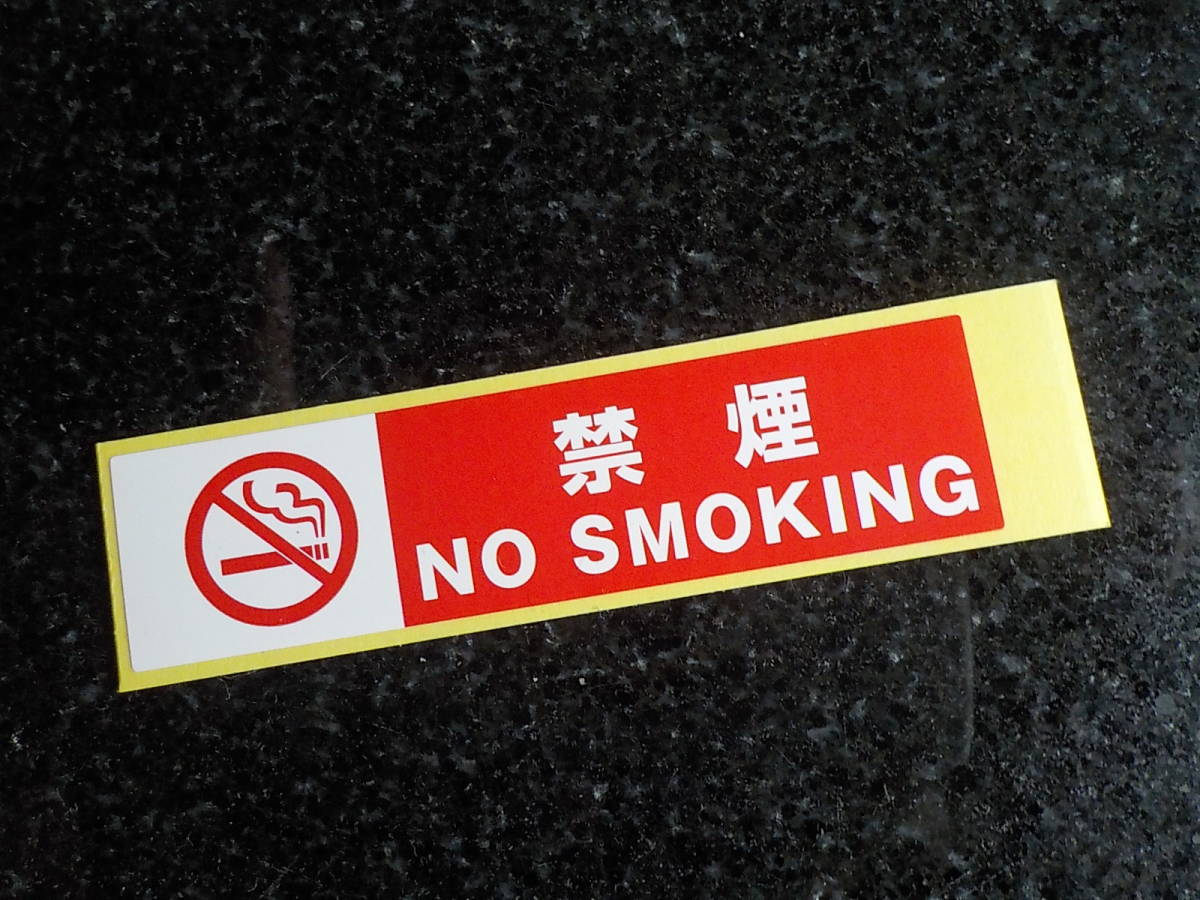 禁 煙
NO SMOKING